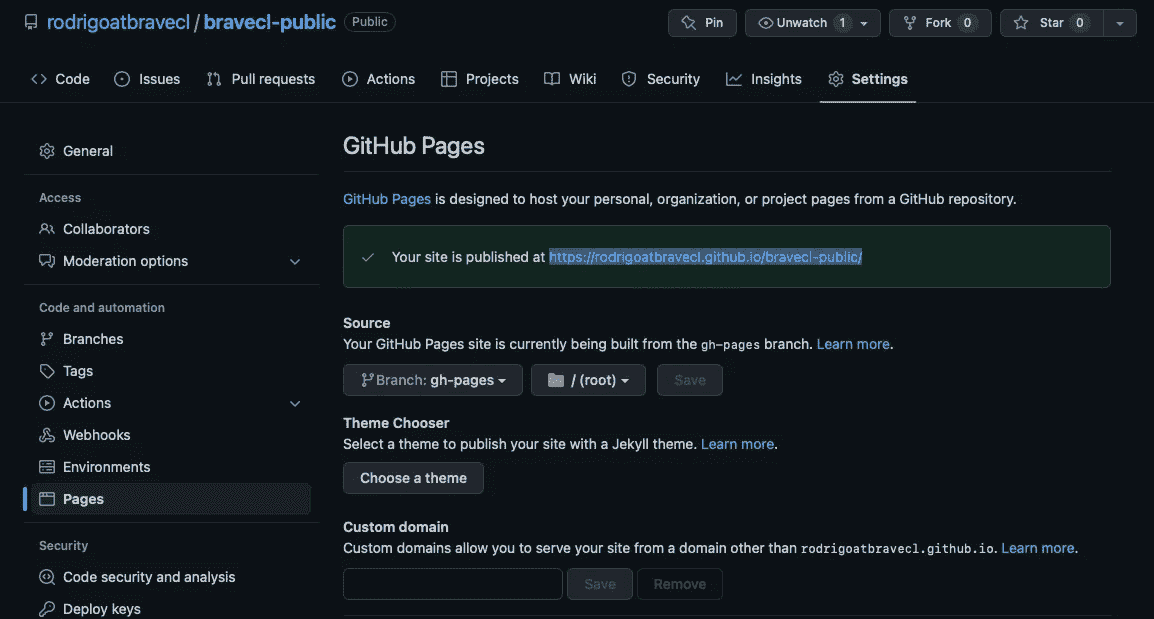 rodrigoatbravecl / bravecl-public Public
Pin Unwatch 1 Fork 0 Star 0
Code Issues Pull requests Actions Projects Wiki Security Insights Settings
General
Access
Collaborators
Moderation options
Code and automation
Branches
Tags
Actions
Webhooks
Environments
Pages
Security
Code security and analysis
Deploy keys
GitHub Pages
GitHub Pages is designed to host your personal, organization, or project pages from a GitHub repository.
Your site is published at https://rodrigoatbravecl.github.io/bravecl-public/
Source
Your GitHub Pages site is currently being built from the gh-pages branch. Learn more.
Branch: gh-pages / (root) Save
Theme Chooser
Select a theme to publish your site with a Jekyll theme. Learn more.
Choose a theme
Custom domain
Custom domains allow you to serve your site from a domain other than rodrigoatbravecl.github.io. Learn more.
Save Remove